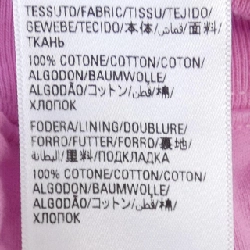 TESSUTO/FABRIC/TISSU/TEJIDO/
GEWEBE/TECIDO/本体/قماش/面料/
ТКАНЬ
100% COTONE/COTTON/COTON/
ALGODON/BAUMWOLLE/
ALGODÃO/コットン/قطن/棉/
ХЛОПОК
FODERA/LINING/DOUBLURE/
FORRO/FUTTER/FORRO/裏地/
البطانة/里料/ПОДКЛАДКА
100% COTONE/COTTON/COTON/
ALGODON/BAUMWOLLE/
ALGODÃO/コットン/قطن/棉/
ХЛОПОК